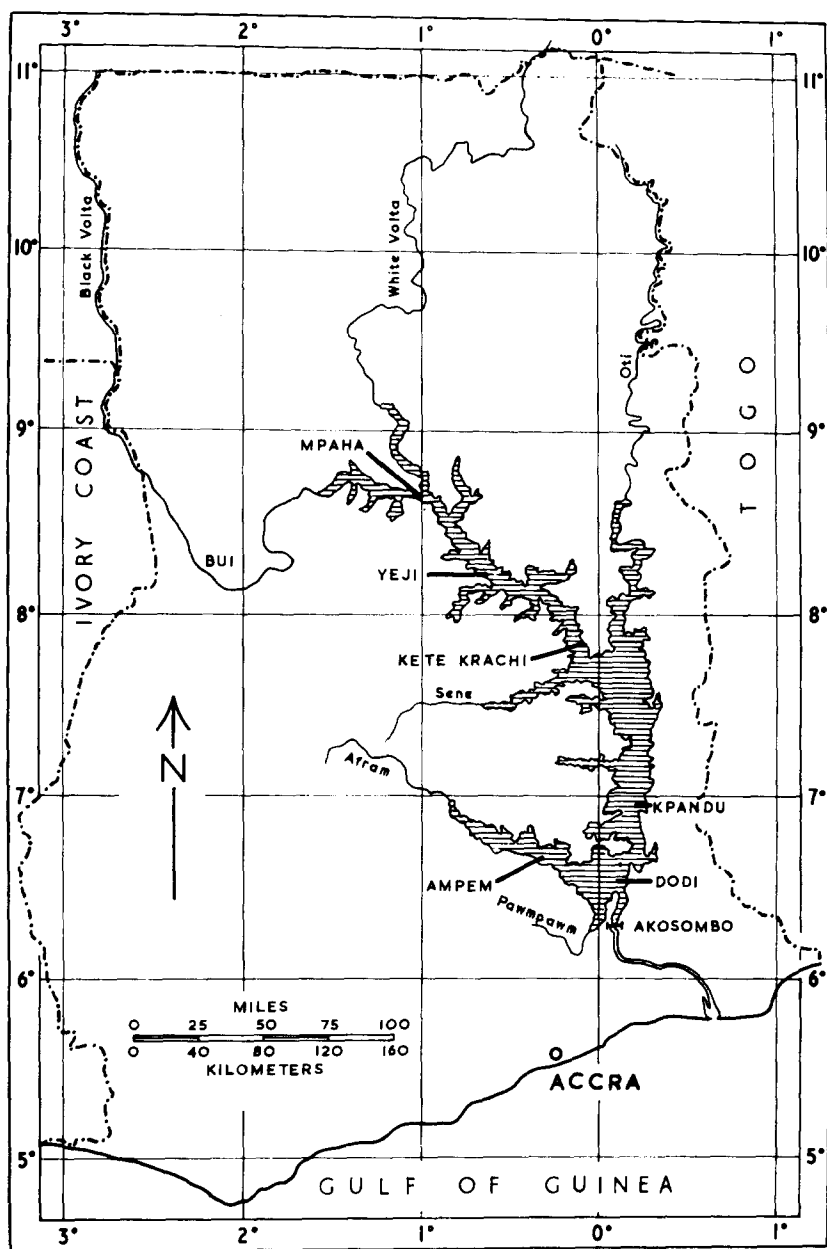 3° 2° 1° 0° 1°
11° 11°
Black Volta
White Volta
10° 10°
Oti
TOGO
9° 9°
IVORY COAST
MPAHA
BUI
YEJI
8° 8°
KETE KRACHI
Sene
N
Afram
7° 7°
KPANDU
AMPEM
DODI
Pawmpawm
AKOSOMBO
6° 6°
MILES
0 25 50 75 100
0 40 80 120 160
KILOMETERS
ACCRA
5° 5°
GULF OF GUINEA
3° 2° 1° 0° 1°